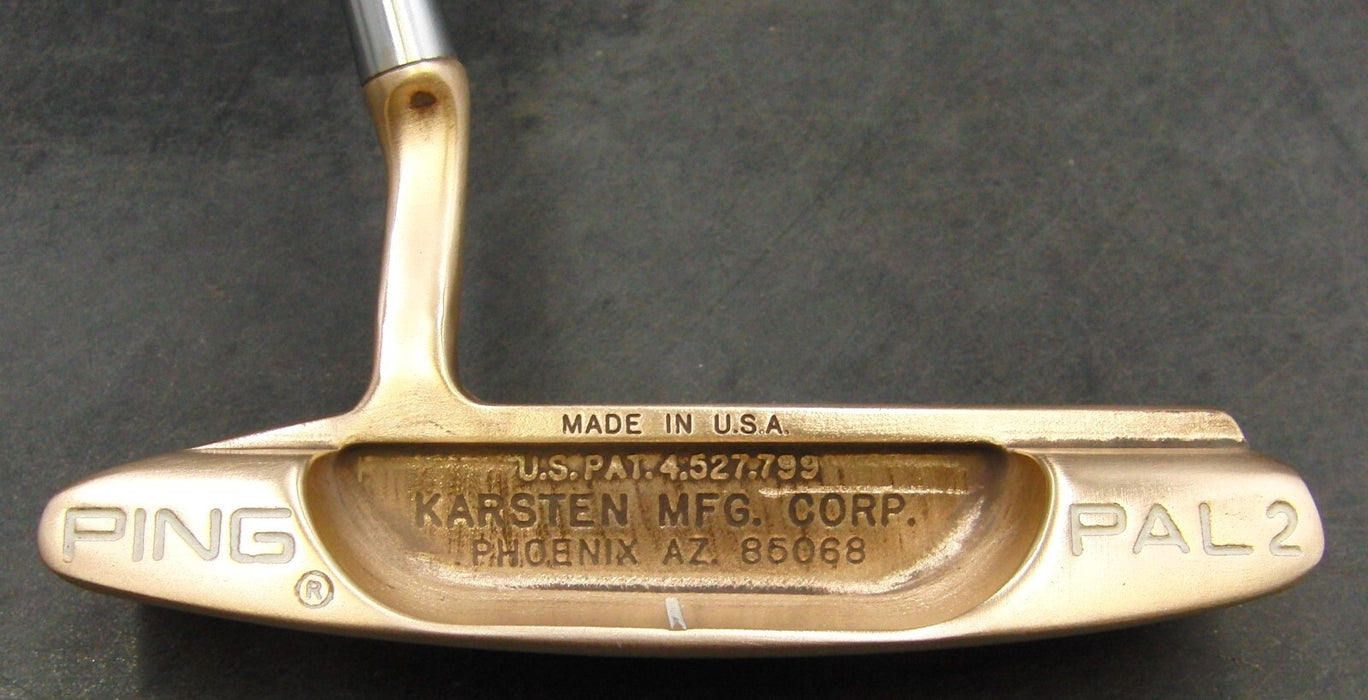 MADE IN U.S.A.
U.S. PAT. 4,527,799
KARSTEN MFG. CORP.
PHOENIX AZ. 85068
PING
®
PAL 2